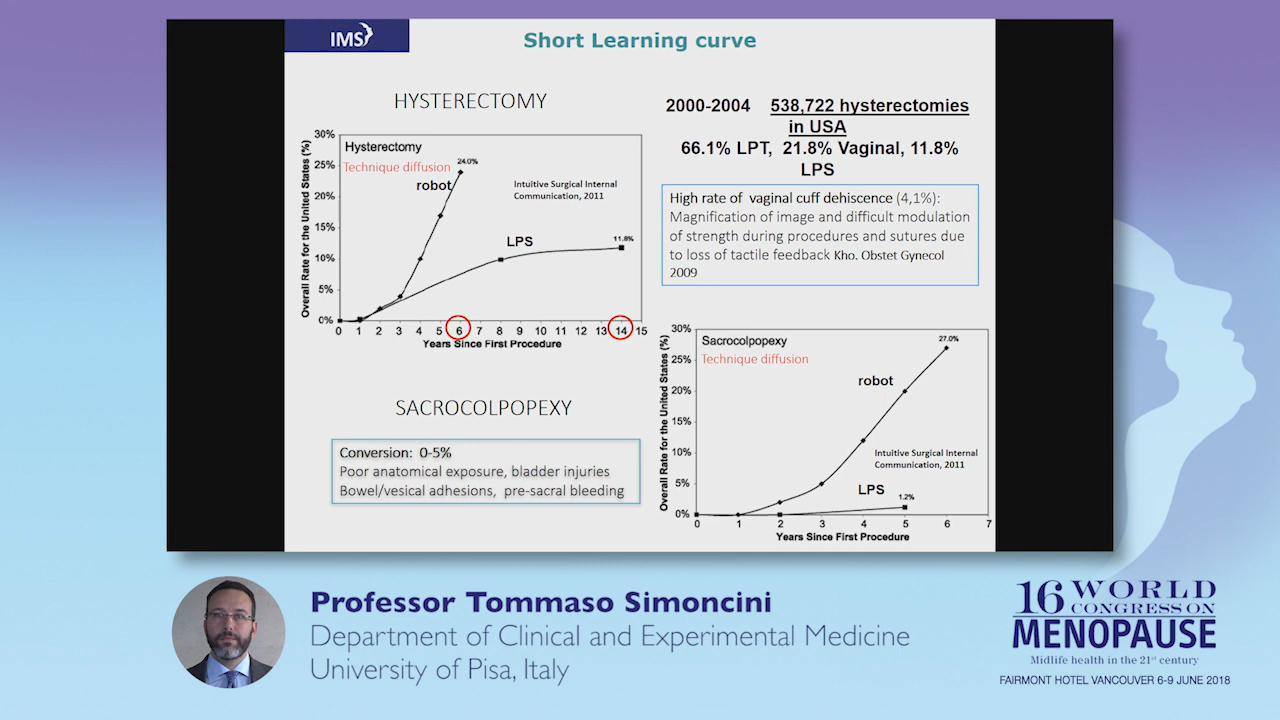 IMS
Short Learning curve
HYSTERECTOMY
Overall Rate for the United States (%)
30%
25%
20%
15%
10%
5%
0%
Hysterectomy
Technique diffusion
24.0%
robot
Intuitive Surgical Internal
Communication, 2011
LPS
11.8%
0 1 2 3 4 5 6 7 8 9 10 11 12 13 14 15
Years Since First Procedure
2000-2004 538,722 hysterectomies
in USA
66.1% LPT, 21.8% Vaginal, 11.8%
LPS
High rate of vaginal cuff dehiscence (4,1%):
Magnification of image and difficult modulation
of strength during procedures and sutures due
to loss of tactile feedback Kho. Obstet Gynecol
2009
SACROCOLPOPEXY
Conversion: 0-5%
Poor anatomical exposure, bladder injuries
Bowel/vesical adhesions, pre-sacral bleeding
Overall Rate for the United States (%)
30%
25%
20%
15%
10%
5%
0%
Sacrocolpopexy
Technique diffusion
27.0%
robot
Intuitive Surgical Internal
Communication, 2011
LPS
1.2%
0 1 2 3 4 5 6 7
Years Since First Procedure
Professor Tommaso Simoncini
Department of Clinical and Experimental Medicine
University of Pisa, Italy
16 WORLD
CONGRESS ON
MENOPAUSE
Midlife health in the 21st century
FAIRMONT HOTEL VANCOUVER 6-9 JUNE 2018